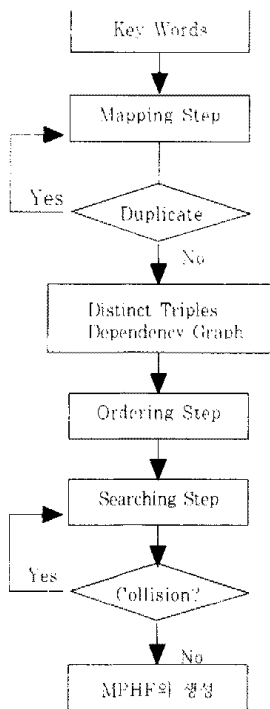 Key Words
Mapping Step
Yes
Duplicate
No
Distinct Triples
Dependency Graph
Ordering Step
Searching Step
Yes
Collision?
No
MPHF의 생성